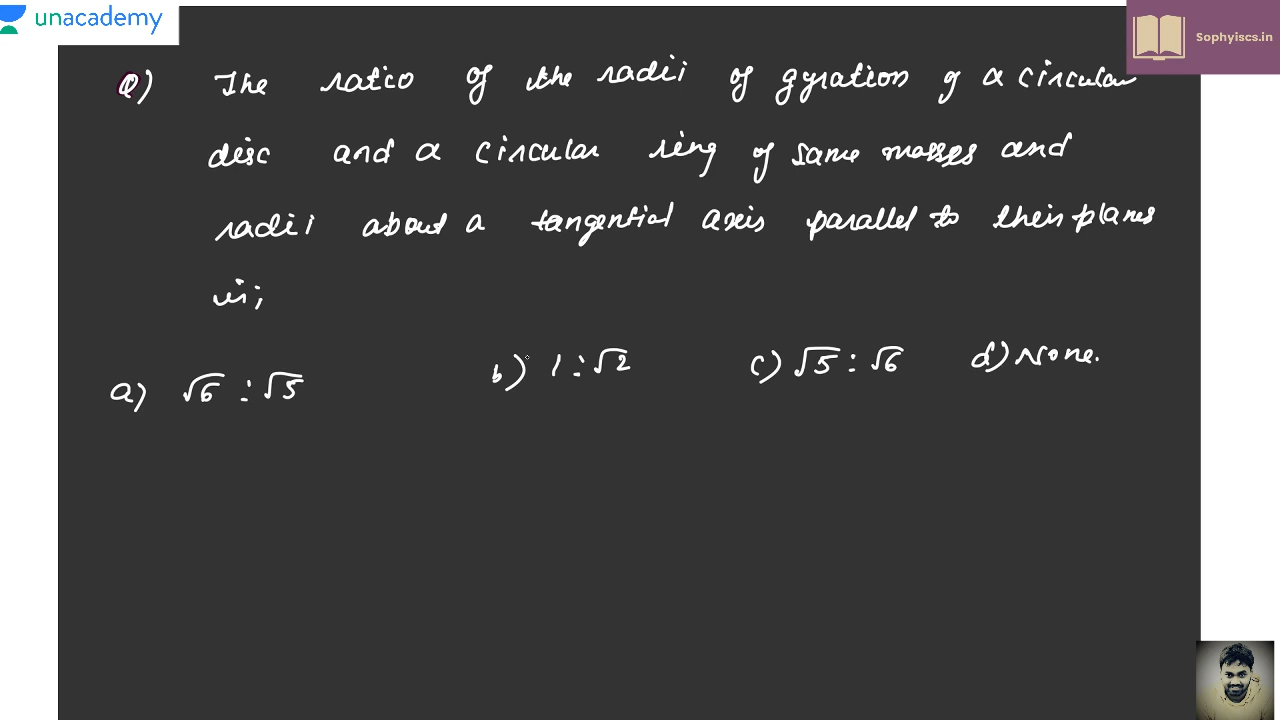 unacademy
Sophyiscs.in
Q) The ratio of the radii of gyration of a circular
disc and a circular ring of same masses and
radii about a tangential axis parallel to their planes
is;
a) √6 : √5 b) 1 : √2 c) √5 : √6 d) None.